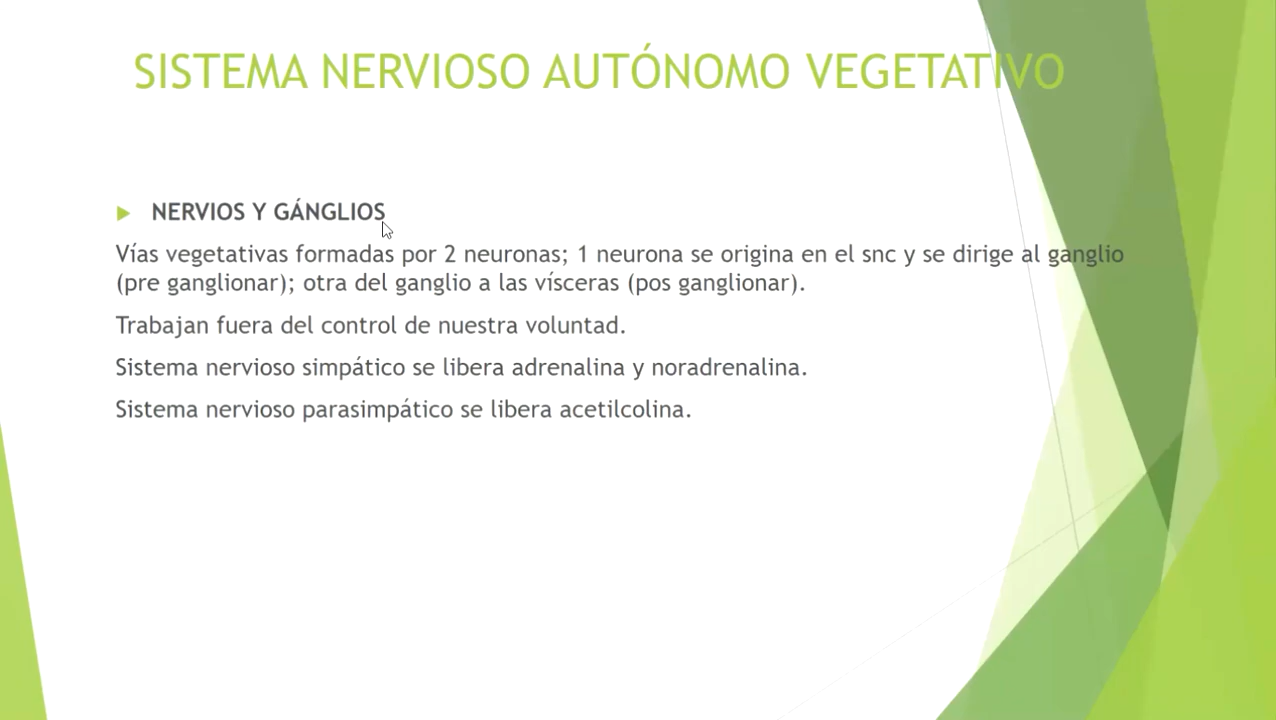 SISTEMA NERVIOSO AUTÓNOMO VEGETATIVO
NERVIOS Y GÁNGLIOS
Vías vegetativas formadas por 2 neuronas; 1 neurona se origina en el snc y se dirige al ganglio
(pre ganglionar); otra del ganglio a las vísceras (pos ganglionar).
Trabajan fuera del control de nuestra voluntad.
Sistema nervioso simpático se libera adrenalina y noradrenalina.
Sistema nervioso parasimpático se libera acetilcolina.